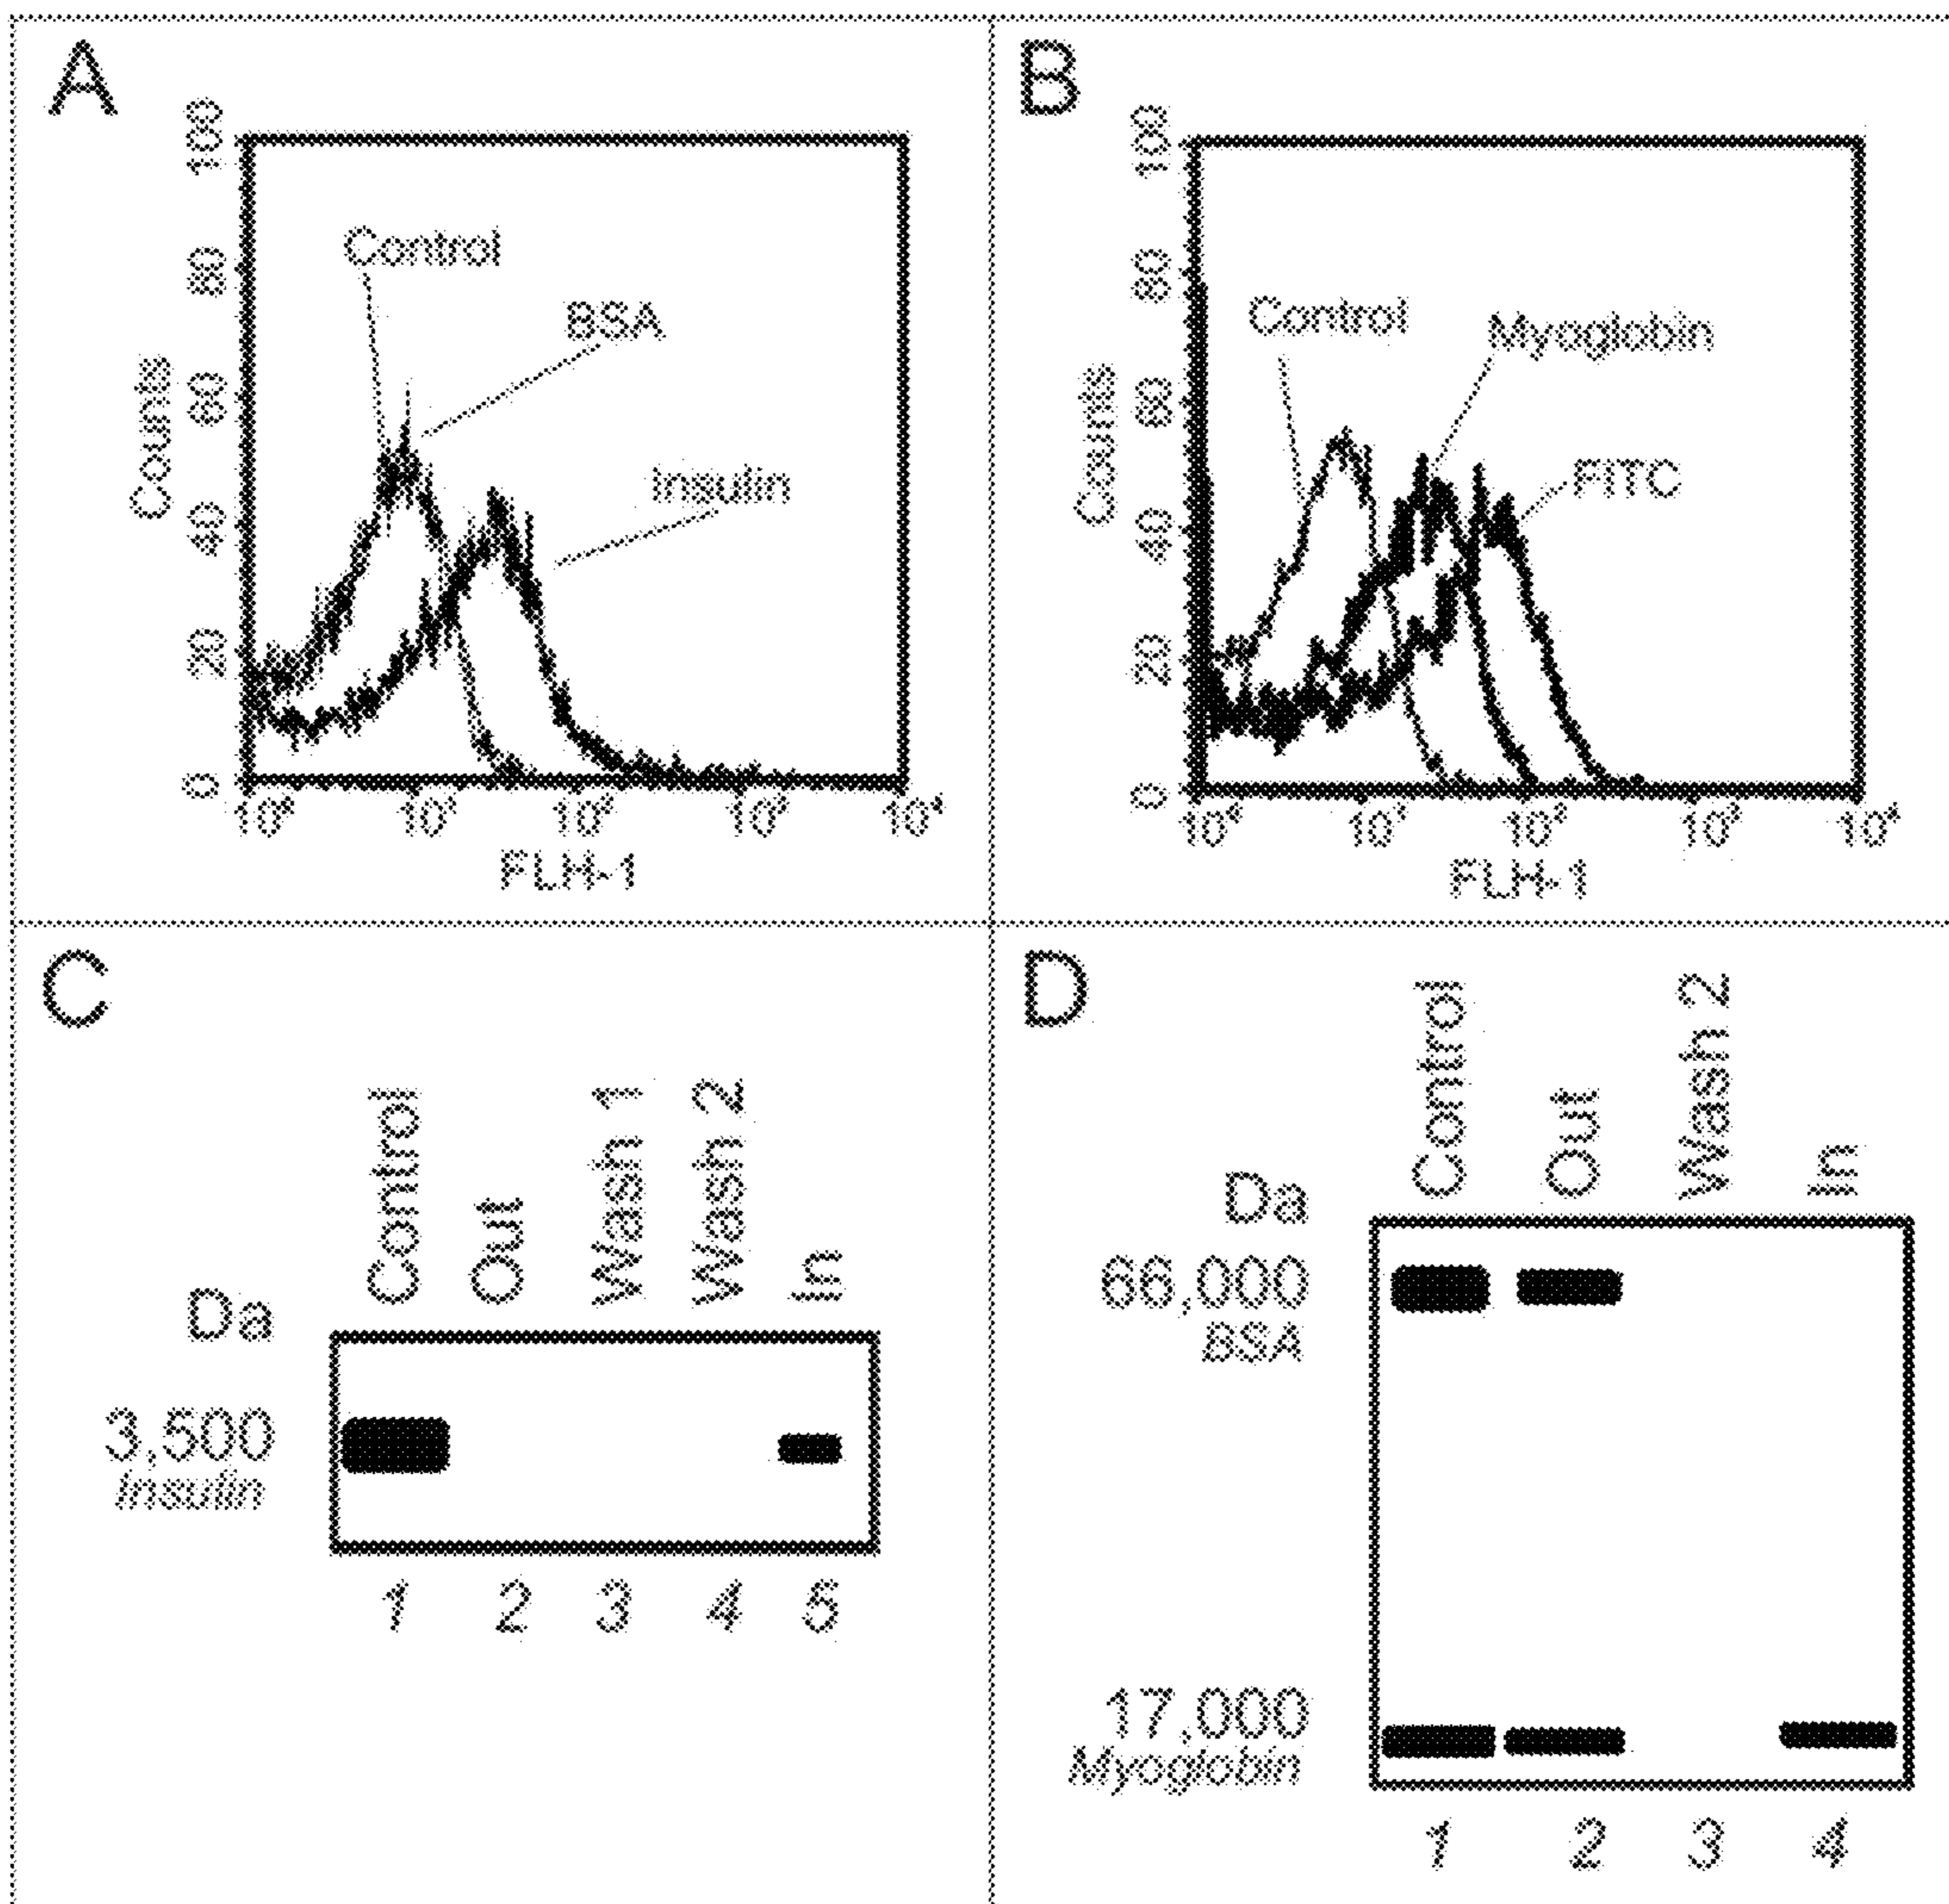 A
100
80
60
40
20
0
Counts
Control
BSA
Insulin
10⁰ 10¹ 10² 10³ 10⁴
FLH-1
B
100
80
60
40
20
0
Counts
Control
Myoglobin
FITC
10¹ 10² 10³ 10⁴
FLH-1
C
Control
Out
Wash 1
Wash 2
In
Da
3,500
Insulin
1 2 3 4 5
D
Control
Out
Wash 2
In
Da
66,000
BSA
17,000
Myoglobin
1 2 3 4